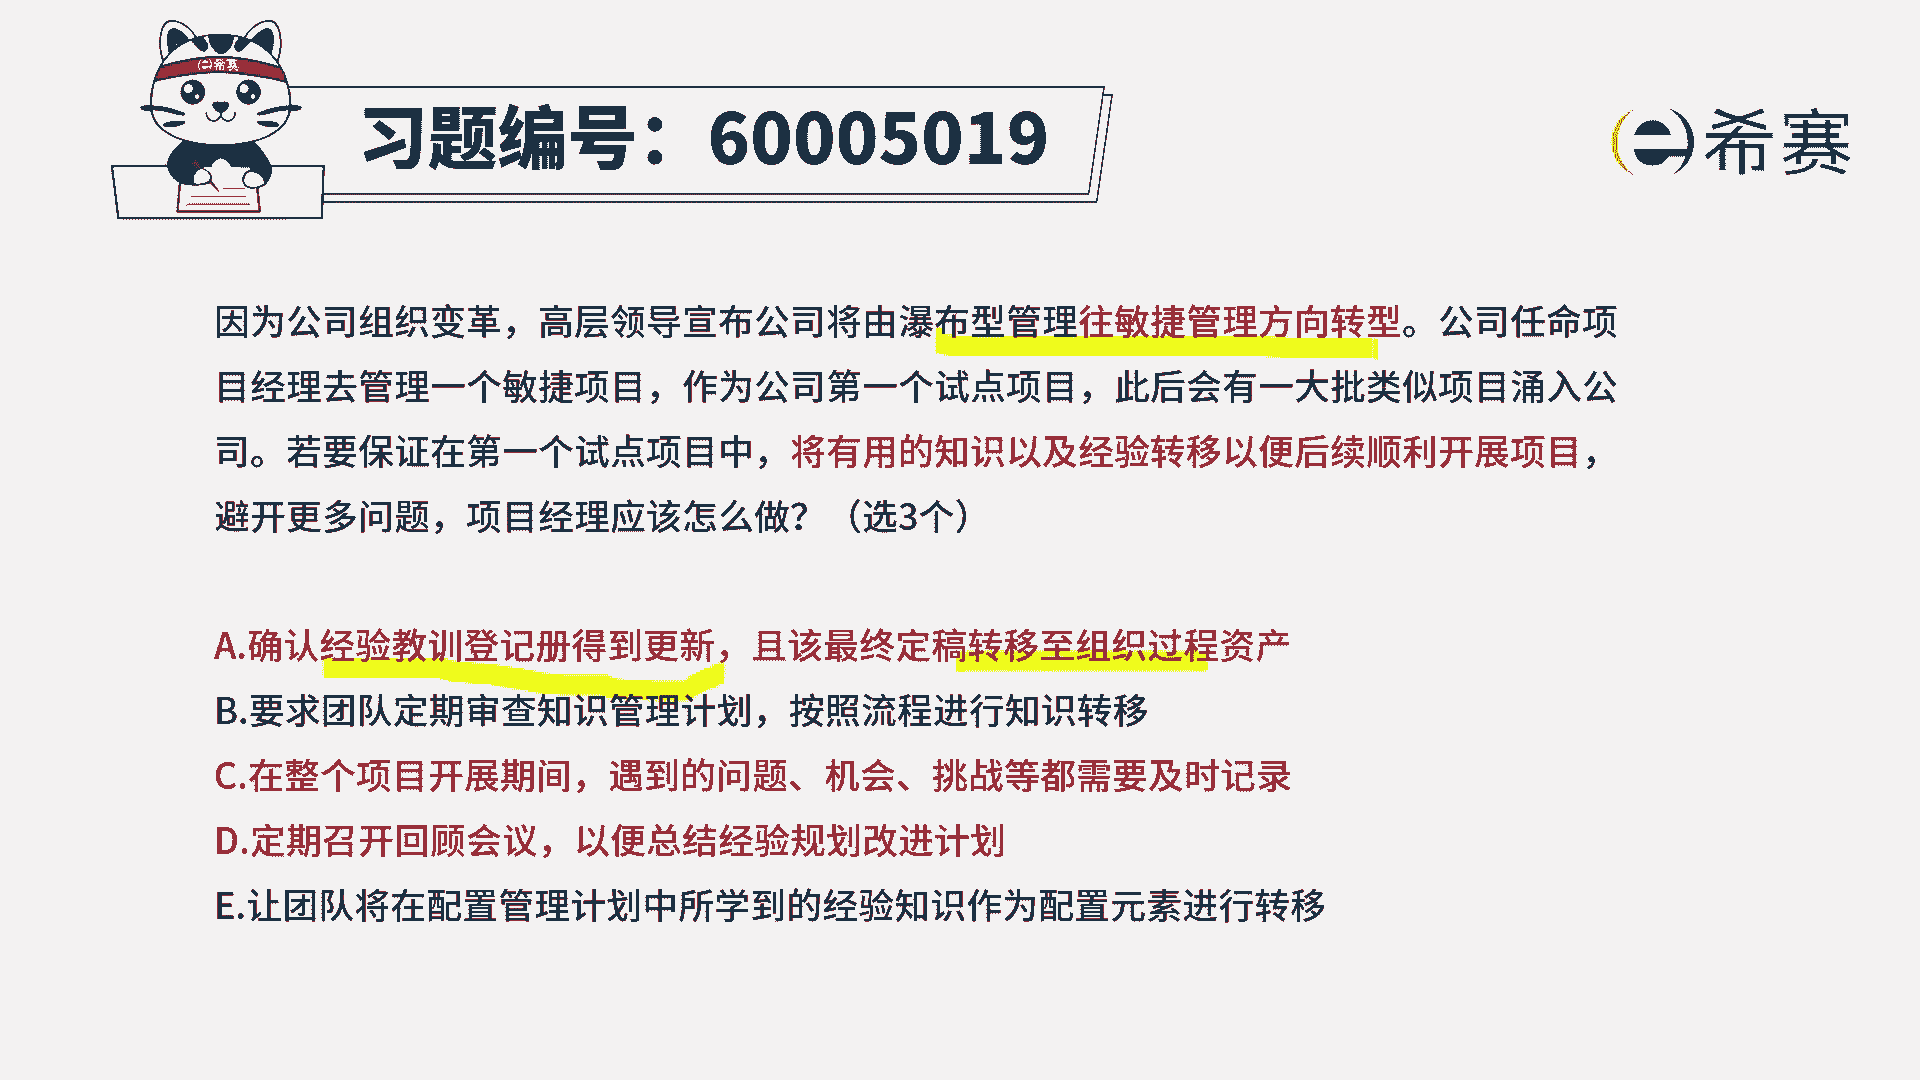 e希赛
习题编号：60005019
e希赛
因为公司组织变革，高层领导宣布公司将由瀑布型管理往敏捷管理方向转型。公司任命项
目经理去管理一个敏捷项目，作为公司第一个试点项目，此后会有一大批类似项目涌入公
司。若要保证在第一个试点项目中，将有用的知识以及经验转移以便后续顺利开展项目，
避开更多问题，项目经理应该怎么做？（选3个）
A.确认经验教训登记册得到更新，且该最终定稿转移至组织过程资产
B.要求团队定期审查知识管理计划，按照流程进行知识转移
C.在整个项目开展期间，遇到的问题、机会、挑战等都需要及时记录
D.定期召开回顾会议，以便总结经验规划改进计划
E.让团队将在配置管理计划中所学到的经验知识作为配置元素进行转移